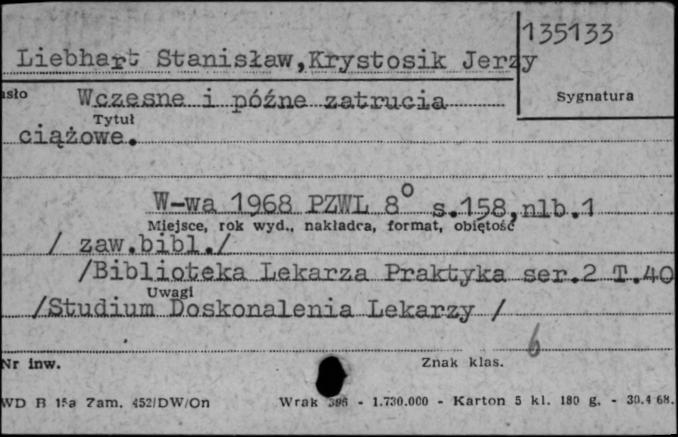 135133
Liebhart Stanisław,Krystosik Jerzy
Sygnatura
Wczesne i późne zatrucia
Tytuł
ciążowe.
W-wa 1968 PZWL 8° s.158,nlb.1
Miejsce, rok wyd., nakładca, format, objętość
/ zaw.bibl./
/Biblioteka Lekarza Praktyka ser.2 T.40
Uwagi
/Studium Doskonalenia Lekarzy /
6
Nr inw.
Znak klas.
WD B 15a Zam. 452/DW/On Wrak 396 - 1.730.000 - Karton 5 kl. 180 g. - 30.4 68.